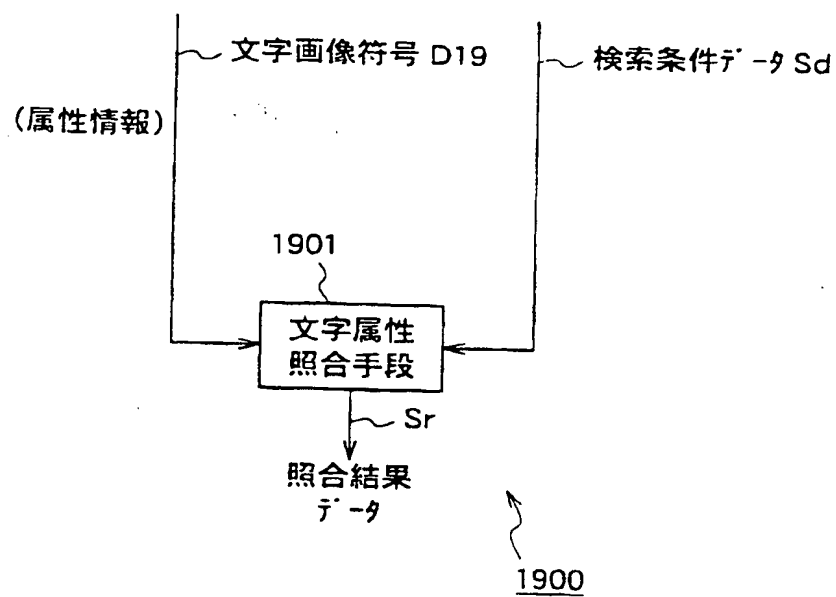 文字画像符号 D19
検索条件データ Sd
(属性情報)
1901
文字属性
照合手段
Sr
照合結果
データ
1900